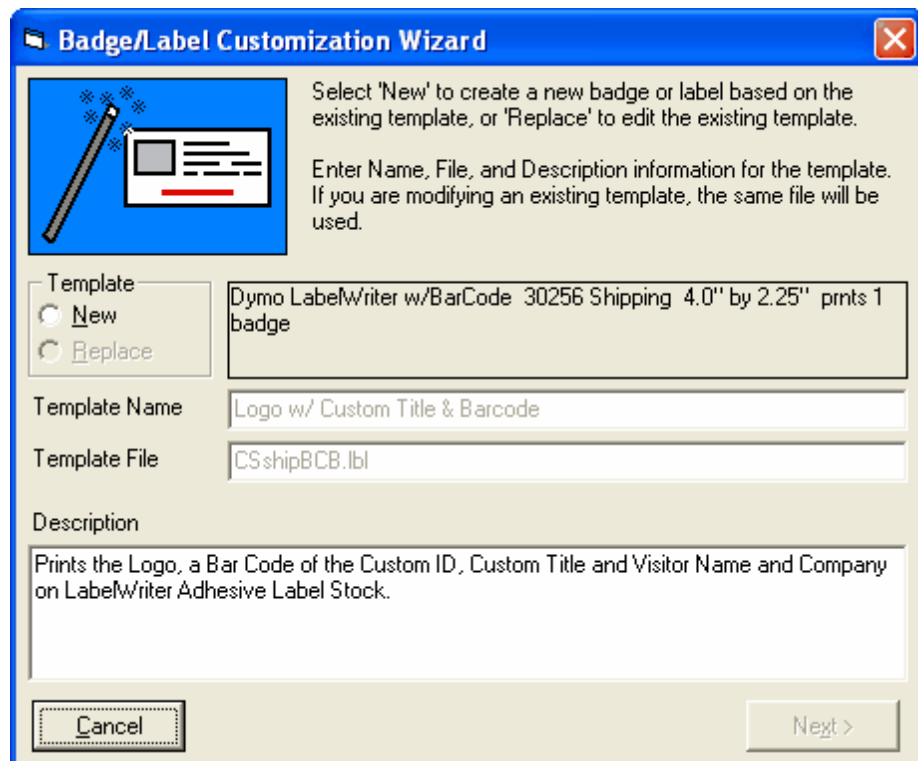 Badge/Label Customization Wizard
Select 'New' to create a new badge or label based on the
existing template, or 'Replace' to edit the existing template.
Enter Name, File, and Description information for the template.
If you are modifying an existing template, the same file will be
used.
Template
New
Replace
Dymo LabelWriter w/BarCode  30256 Shipping  4.0" by 2.25"  prnts 1
badge
Template Name
Logo w/ Custom Title & Barcode
Template File
CSshipBCB.lbl
Description
Prints the Logo, a Bar Code of the Custom ID, Custom Title and Visitor Name and Company
on LabelWriter Adhesive Label Stock.
Cancel
Next >